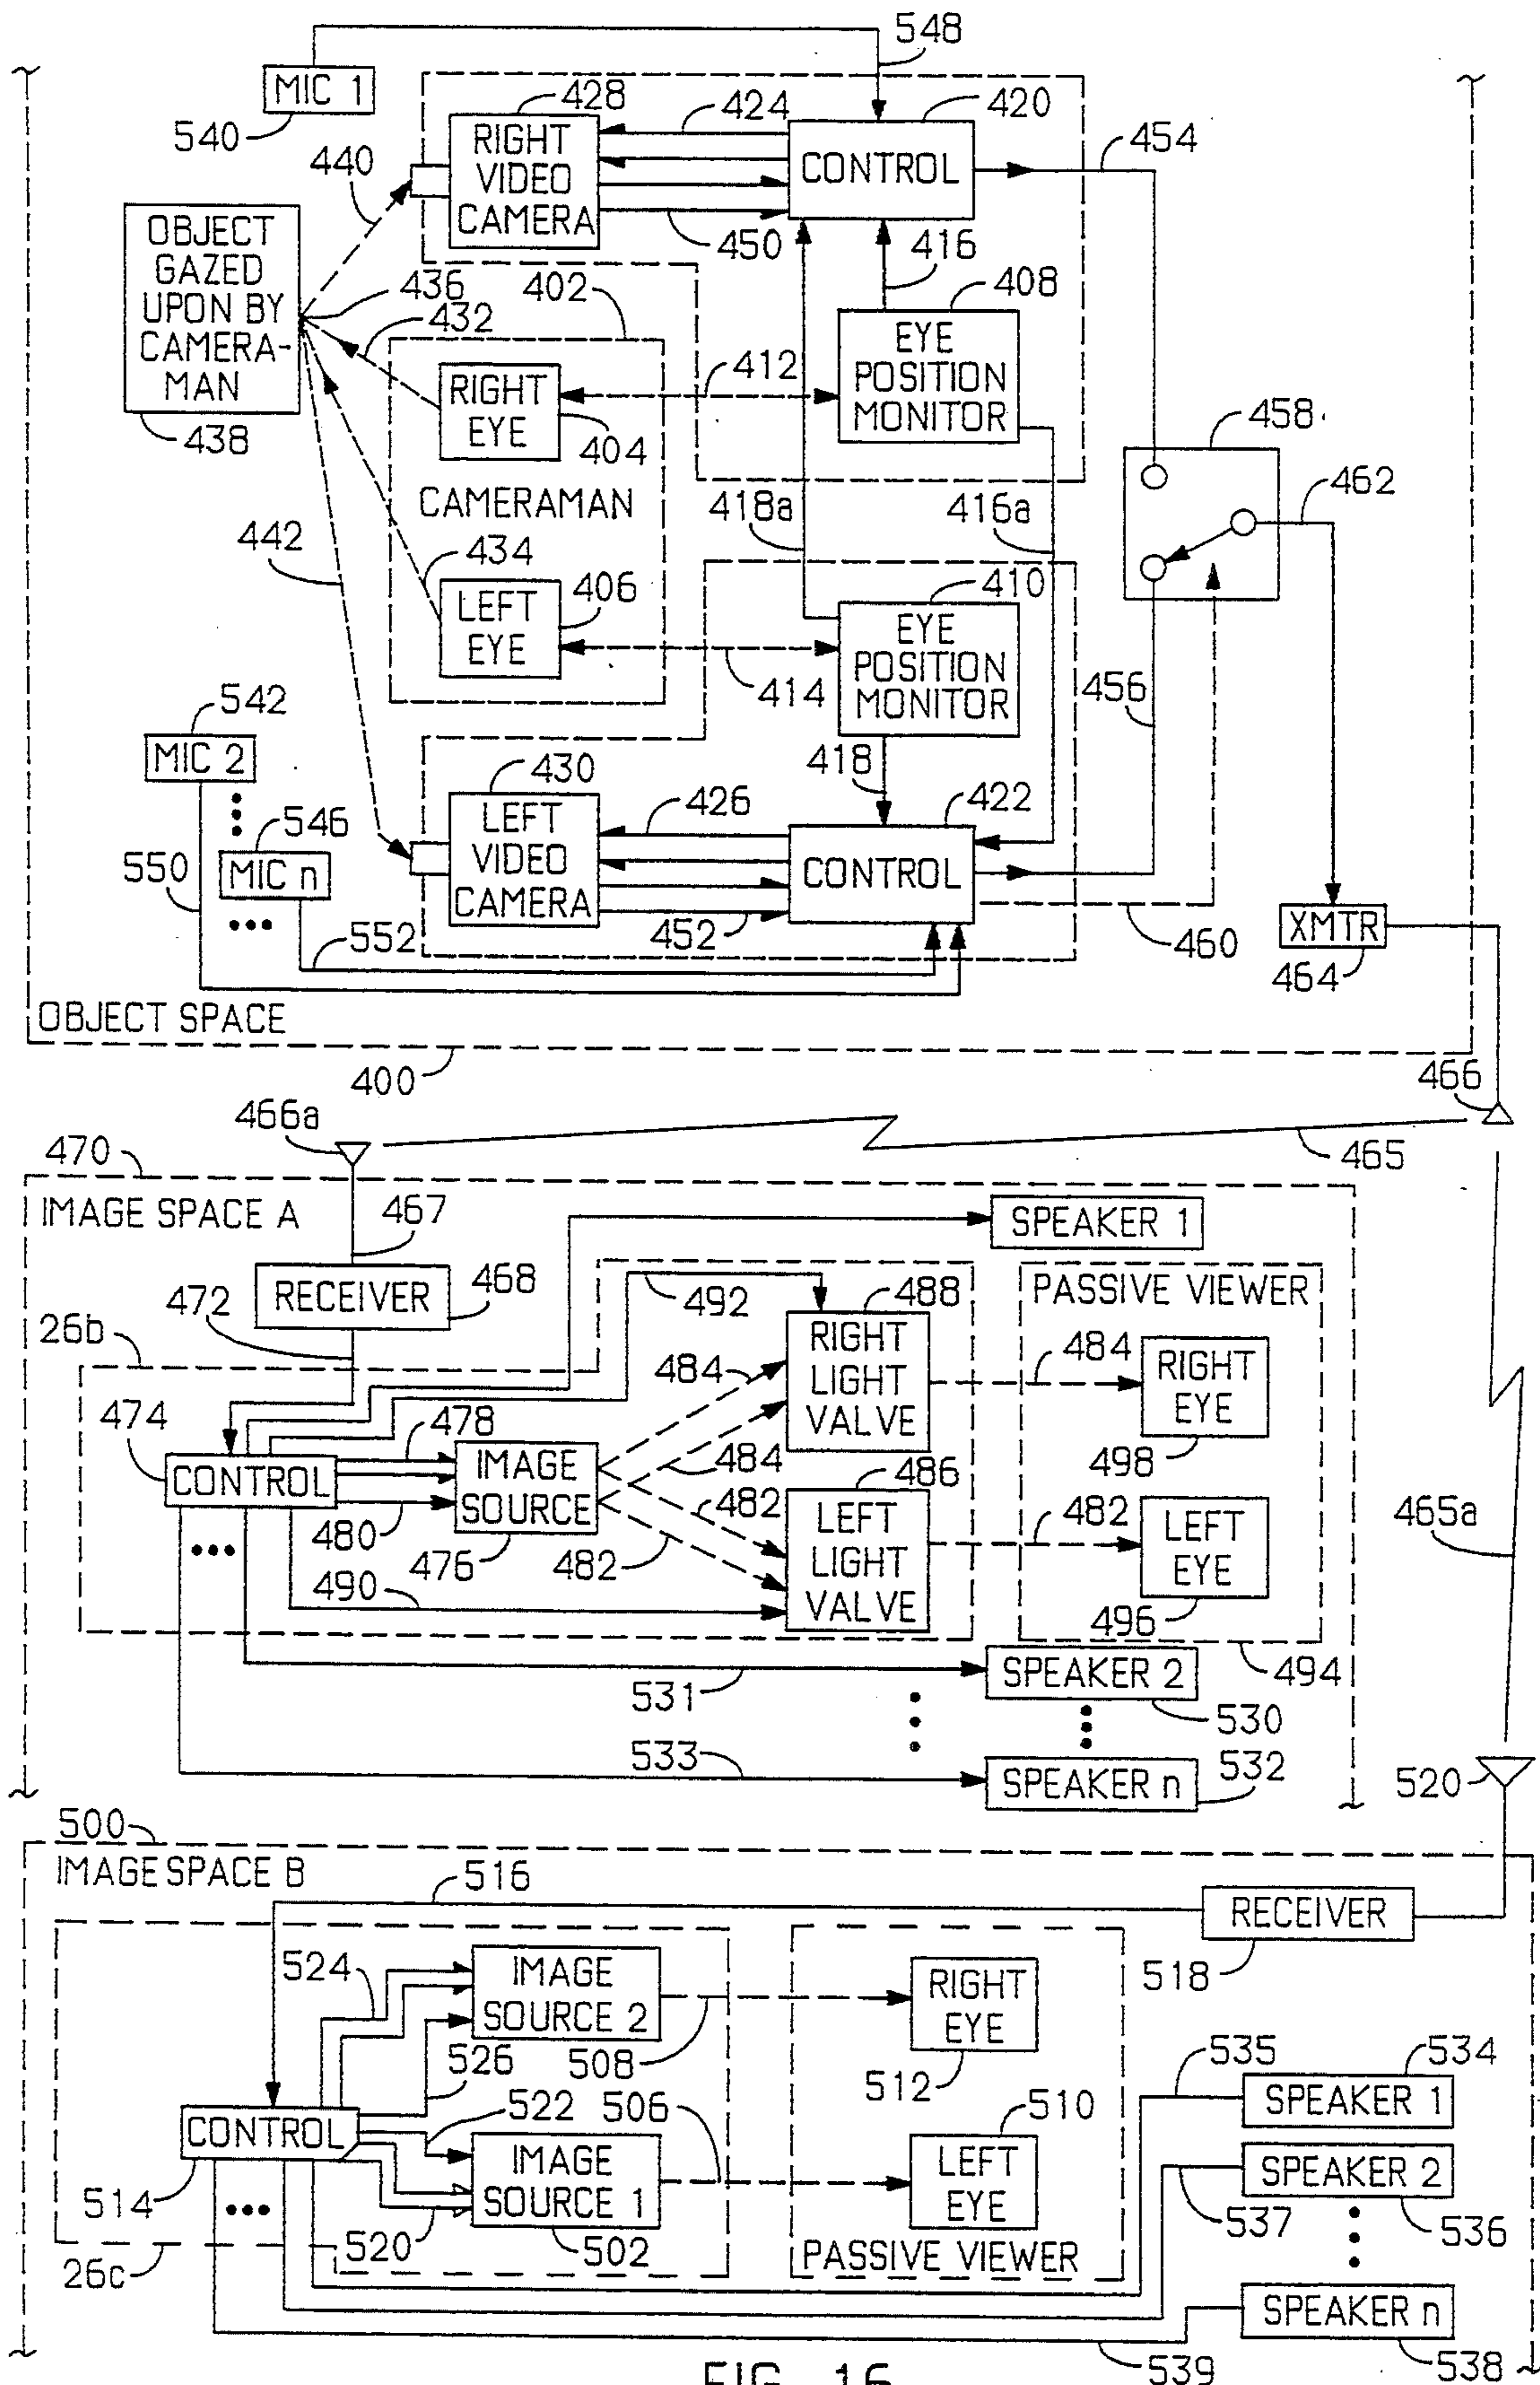 548
MIC 1
540
428
424
420
454
RIGHT
VIDEO
CAMERA
CONTROL
440
450
416
408
OBJECT
GAZED
UPON BY
CAMERA-
MAN
438
436
402
432
EYE
POSITION
MONITOR
412
RIGHT
EYE
404
458
CAMERAMAN
418a
416a
462
442
434
406
410
LEFT
EYE
EYE
POSITION
MONITOR
414
456
542
MIC 2
418
430
426
422
546
LEFT
VIDEO
CAMERA
CONTROL
550
MIC n
552
452
460
XMTR
464
OBJECT SPACE
400
466
466a
470
465
IMAGE SPACE A
467
SPEAKER 1
RECEIVER
468
472
492
488
PASSIVE VIEWER
26b
RIGHT
LIGHT
VALVE
484
484
RIGHT
EYE
498
474
478
CONTROL
IMAGE
SOURCE
484
486
480
476
482
482
LEFT
LIGHT
VALVE
482
LEFT
EYE
496
465a
490
494
531
SPEAKER 2
530
533
SPEAKER n
532
520
500
IMAGE SPACE B
516
RECEIVER
518
524
IMAGE
SOURCE 2
RIGHT
EYE
508
512
526
535
534
SPEAKER 1
522
506
510
CONTROL
514
IMAGE
SOURCE 1
LEFT
EYE
SPEAKER 2
537
536
520
502
PASSIVE VIEWER
26c
SPEAKER n
539
538
FIG. 16